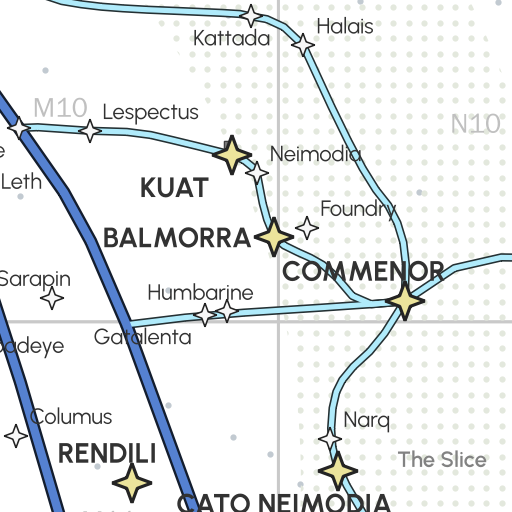 Halais
Kattada
M10
Lespectus
N10
Neimodia
Leth
KUAT
Foundry
BALMORRA
COMMENOR
Sarapin
Humbarine
Gatalenta
Columus
Narq
RENDILI
The Slice
CATO NEIMODIA